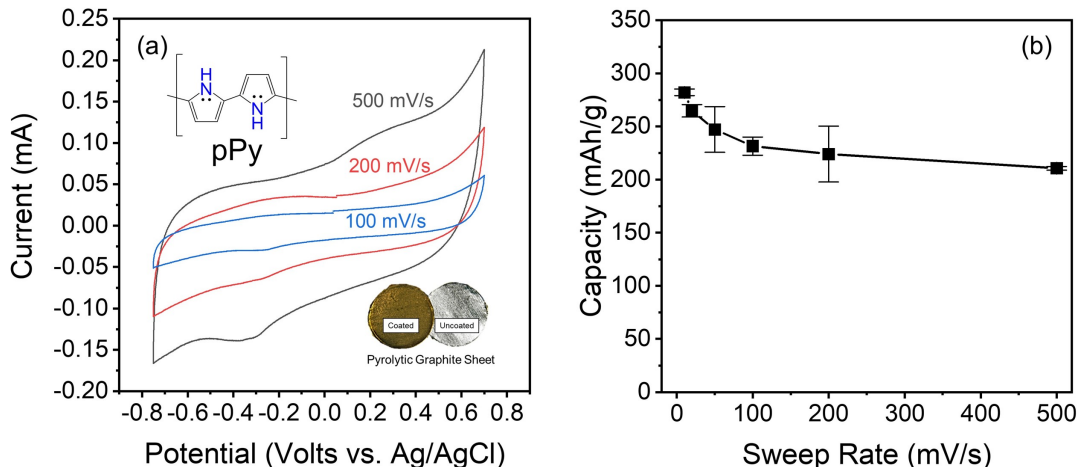 (a)
0.25
0.20
0.15
0.10
0.05
0.00
-0.05
-0.10
-0.15
-0.20
Current (mA)
H
N
N
H
pPy
500 mV/s
200 mV/s
100 mV/s
Coated
Uncoated
Pyrolytic Graphite Sheet
-0.8 -0.6 -0.4 -0.2 0.0 0.2 0.4 0.6 0.8
Potential (Volts vs. Ag/AgCl)
(b)
350
300
250
200
150
100
50
0
Capacity (mAh/g)
0 100 200 300 400 500
Sweep Rate (mV/s)